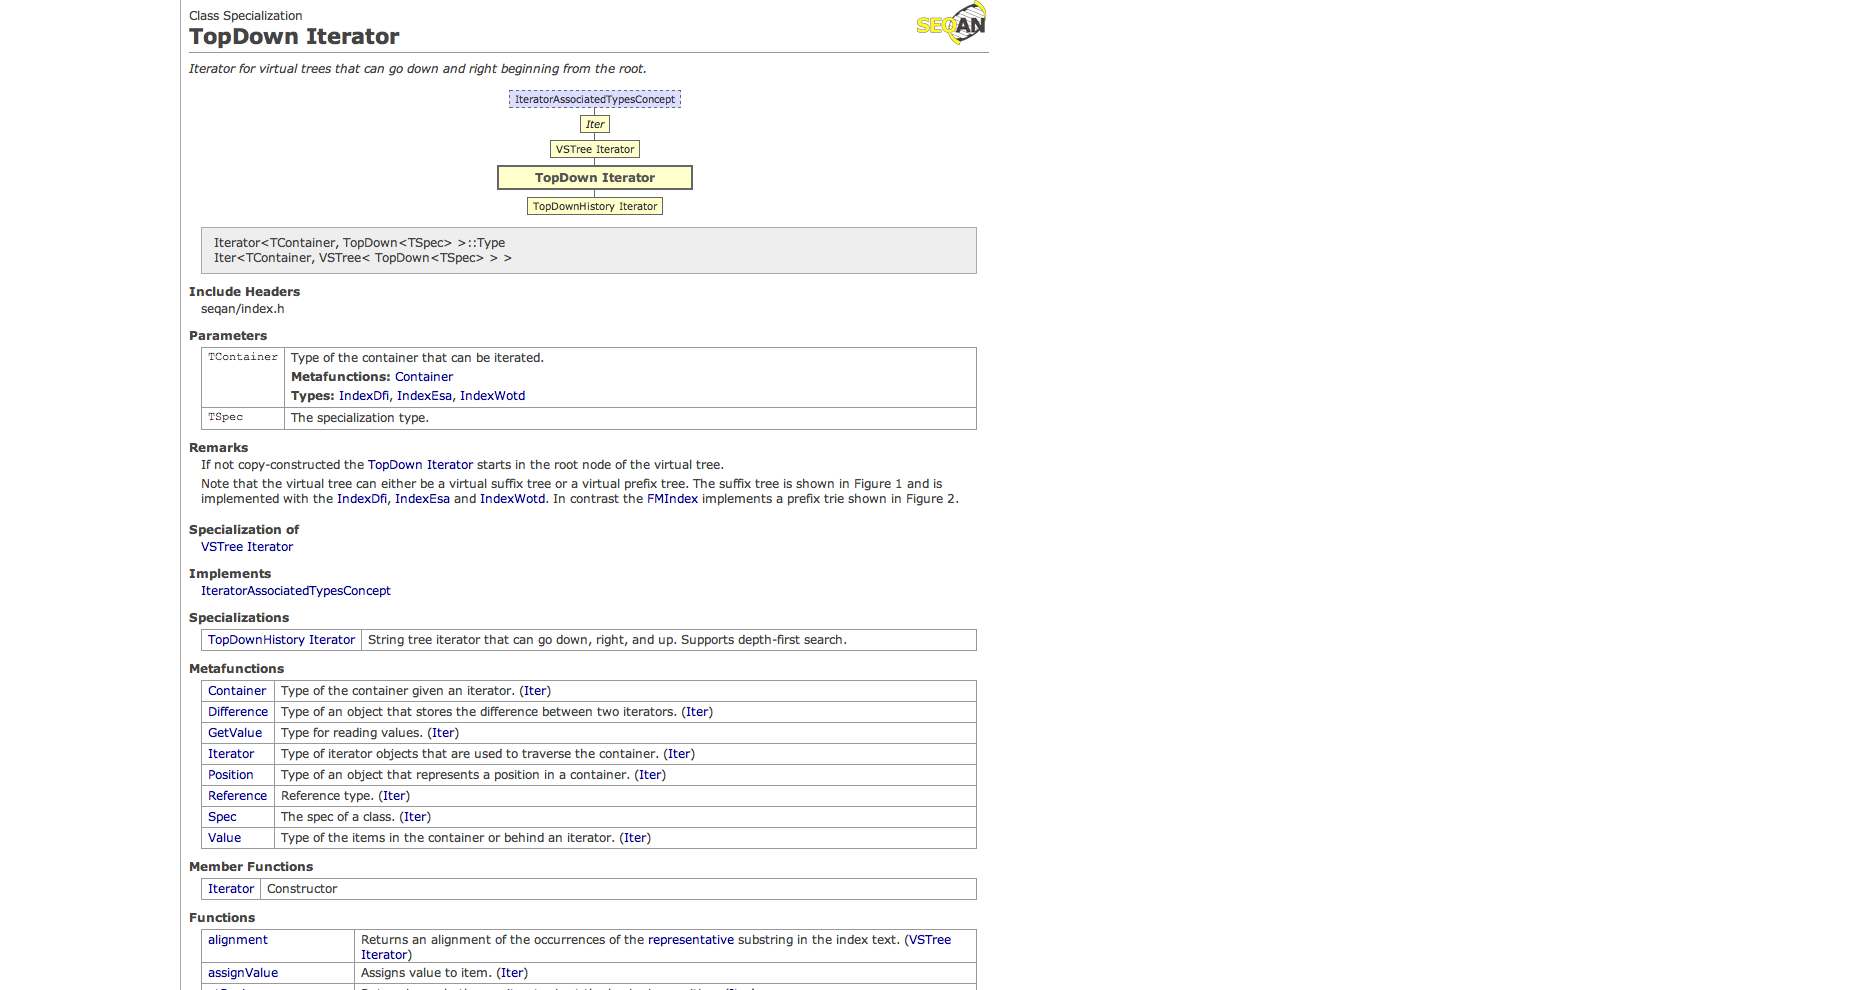 Class Specialization
TopDown Iterator
SEQAN
Iterator for virtual trees that can go down and right beginning from the root.
IteratorAssociatedTypesConcept
Iter
VSTree Iterator
TopDown Iterator
TopDownHistory Iterator
Iterator<TContainer, TopDown<TSpec> >::Type
Iter<TContainer, VSTree< TopDown<TSpec> > >
Include Headers
seqan/index.h
Parameters
TContainer Type of the container that can be iterated.
Metafunctions: Container
Types: IndexDfi, IndexEsa, IndexWotd
TSpec The specialization type.
Remarks
If not copy-constructed the TopDown Iterator starts in the root node of the virtual tree.
Note that the virtual tree can either be a virtual suffix tree or a virtual prefix tree. The suffix tree is shown in Figure 1 and is
implemented with the IndexDfi, IndexEsa and IndexWotd. In contrast the FMIndex implements a prefix trie shown in Figure 2.
Specialization of
VSTree Iterator
Implements
IteratorAssociatedTypesConcept
Specializations
TopDownHistory Iterator String tree iterator that can go down, right, and up. Supports depth-first search.
Metafunctions
Container Type of the container given an iterator. (Iter)
Difference Type of an object that stores the difference between two iterators. (Iter)
GetValue Type for reading values. (Iter)
Iterator Type of iterator objects that are used to traverse the container. (Iter)
Position Type of an object that represents a position in a container. (Iter)
Reference Reference type. (Iter)
Spec The spec of a class. (Iter)
Value Type of the items in the container or behind an iterator. (Iter)
Member Functions
Iterator Constructor
Functions
alignment Returns an alignment of the occurrences of the representative substring in the index text. (VSTree
Iterator)
assignValue Assigns value to item. (Iter)